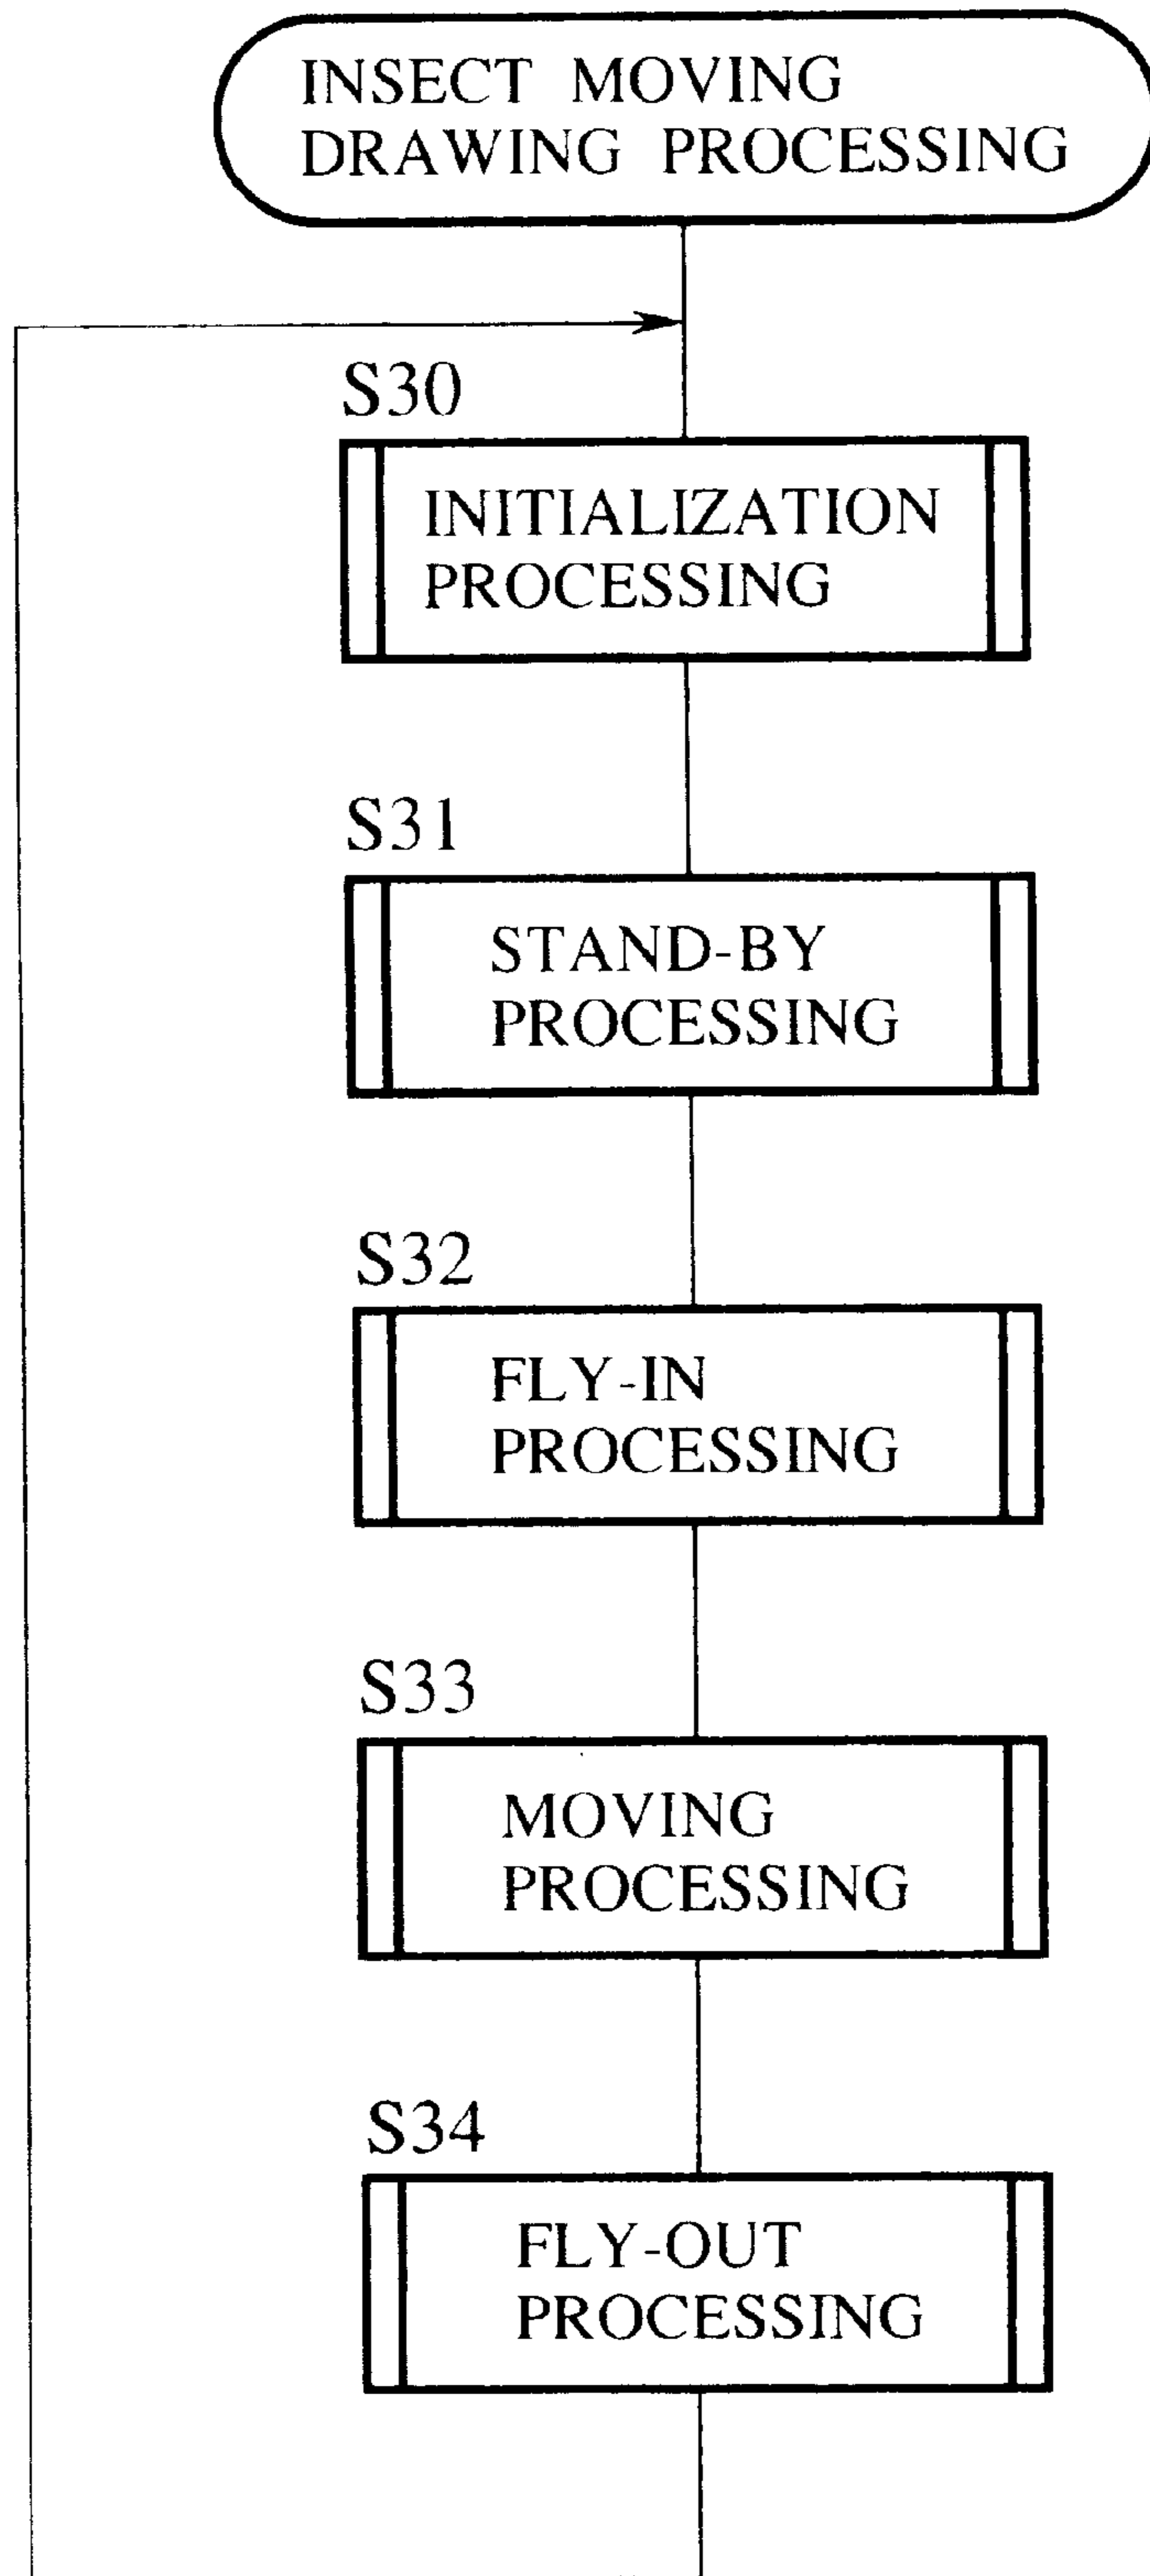 INSECT MOVING
DRAWING PROCESSING
S30
INITIALIZATION
PROCESSING
S31
STAND-BY
PROCESSING
S32
FLY-IN
PROCESSING
S33
MOVING
PROCESSING
S34
FLY-OUT
PROCESSING